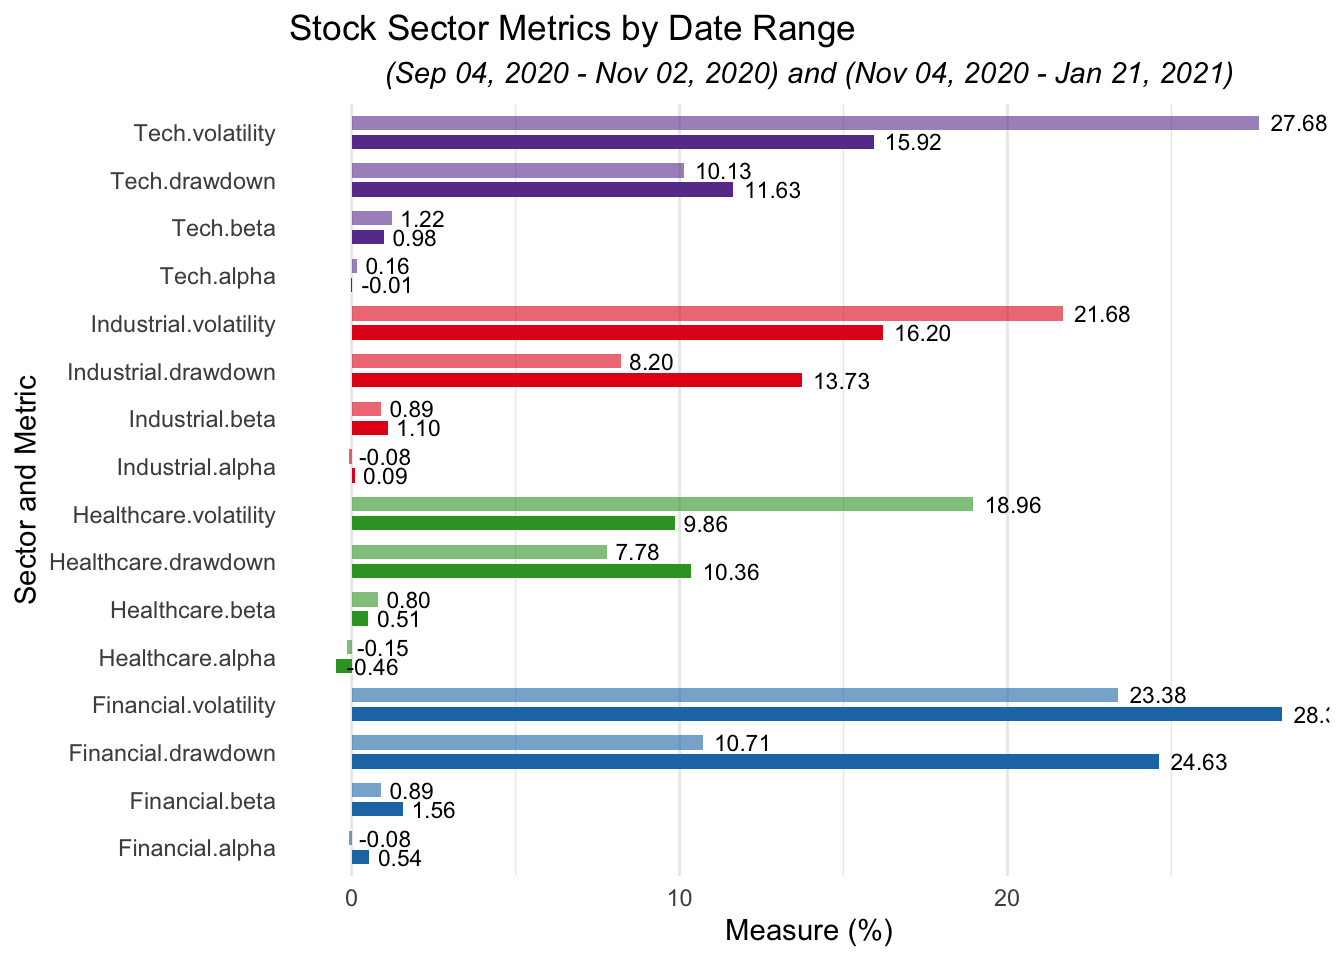 Stock Sector Metrics by Date Range
(Sep 04, 2020 - Nov 02, 2020) and (Nov 04, 2020 - Jan 21, 2021)
Sector and Metric
Tech.volatility
27.68
15.92
Tech.drawdown
10.13
11.63
Tech.beta
1.22
0.98
Tech.alpha
0.16
-0.01
Industrial.volatility
21.68
16.20
Industrial.drawdown
8.20
13.73
Industrial.beta
0.89
1.10
Industrial.alpha
-0.08
0.09
Healthcare.volatility
18.96
9.86
Healthcare.drawdown
7.78
10.36
Healthcare.beta
0.80
0.51
Healthcare.alpha
-0.15
-0.46
Financial.volatility
23.38
Financial.drawdown
10.71
24.63
Financial.beta
0.89
1.56
Financial.alpha
-0.08
0.54
0 10 20
Measure (%)